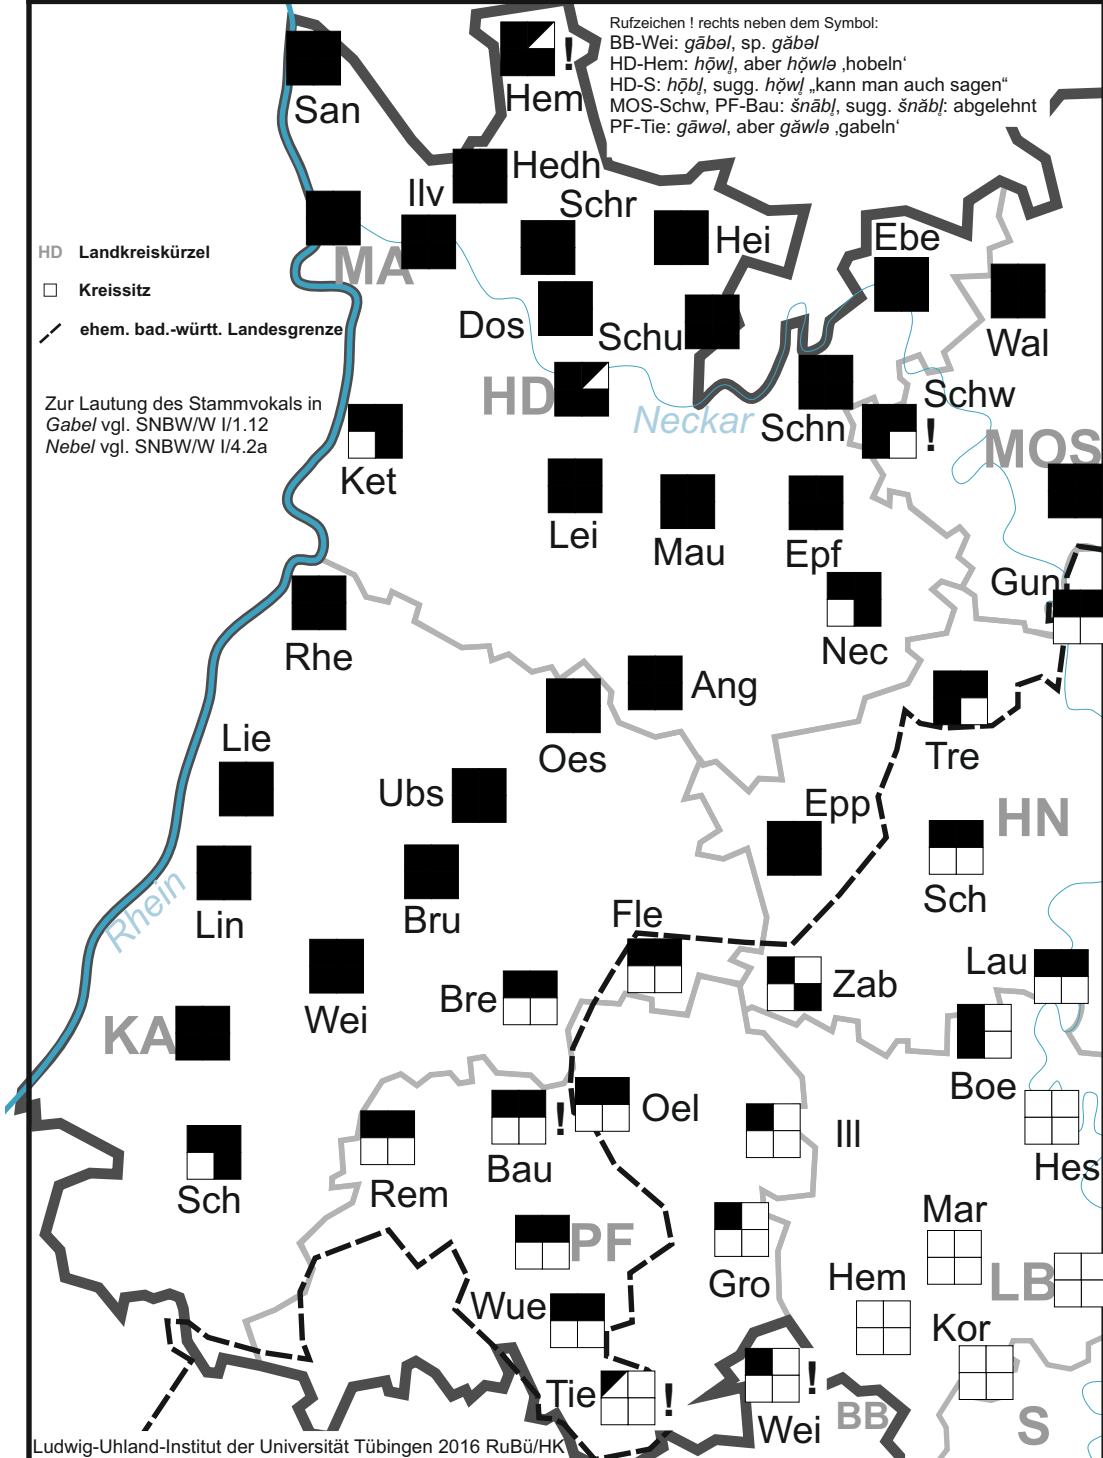 Rufzeichen ! rechts neben dem Symbol:
BB-Wei: gābəl, sp. găbəl
HD-Hem: hǭwl̥, aber hǫ̆wlə ‚hobeln‘
HD-S: hǭbl̥, sugg. hǫ̆wl̥ „kann man auch sagen“
MOS-Schw, PF-Bau: šnābl̥, sugg. šnăbl̥: abgelehnt
PF-Tie: gāwəl, aber găwlə ‚gabeln‘
San
Hem
!
Hedh
Ilv
Schr
Hei
Ebe
HD Landkreiskürzel
MA
Kreissitz
Dos
Schu
Wal
ehem. bad.-württ. Landesgrenze
HD
Neckar
Schn
Schw
!
MOS
Zur Lautung des Stammvokals in
Gabel vgl. SNBW/W I/1.12
Nebel vgl. SNBW/W I/4.2a
Ket
Lei
Mau
Epf
Gun
Rhe
Nec
Ang
Oes
Tre
Lie
Ubs
Epp
HN
Rhein
Lin
Bru
Sch
Fle
Wei
Bre
Zab
Lau
KA
Boe
Oel
Ill
!
Bau
Hes
Sch
Rem
PF
Mar
Gro
Hem
LB
Wue
Kor
Tie
!
!
Wei
BB
S
Ludwig-Uhland-Institut der Universität Tübingen 2016 RuBü/HK